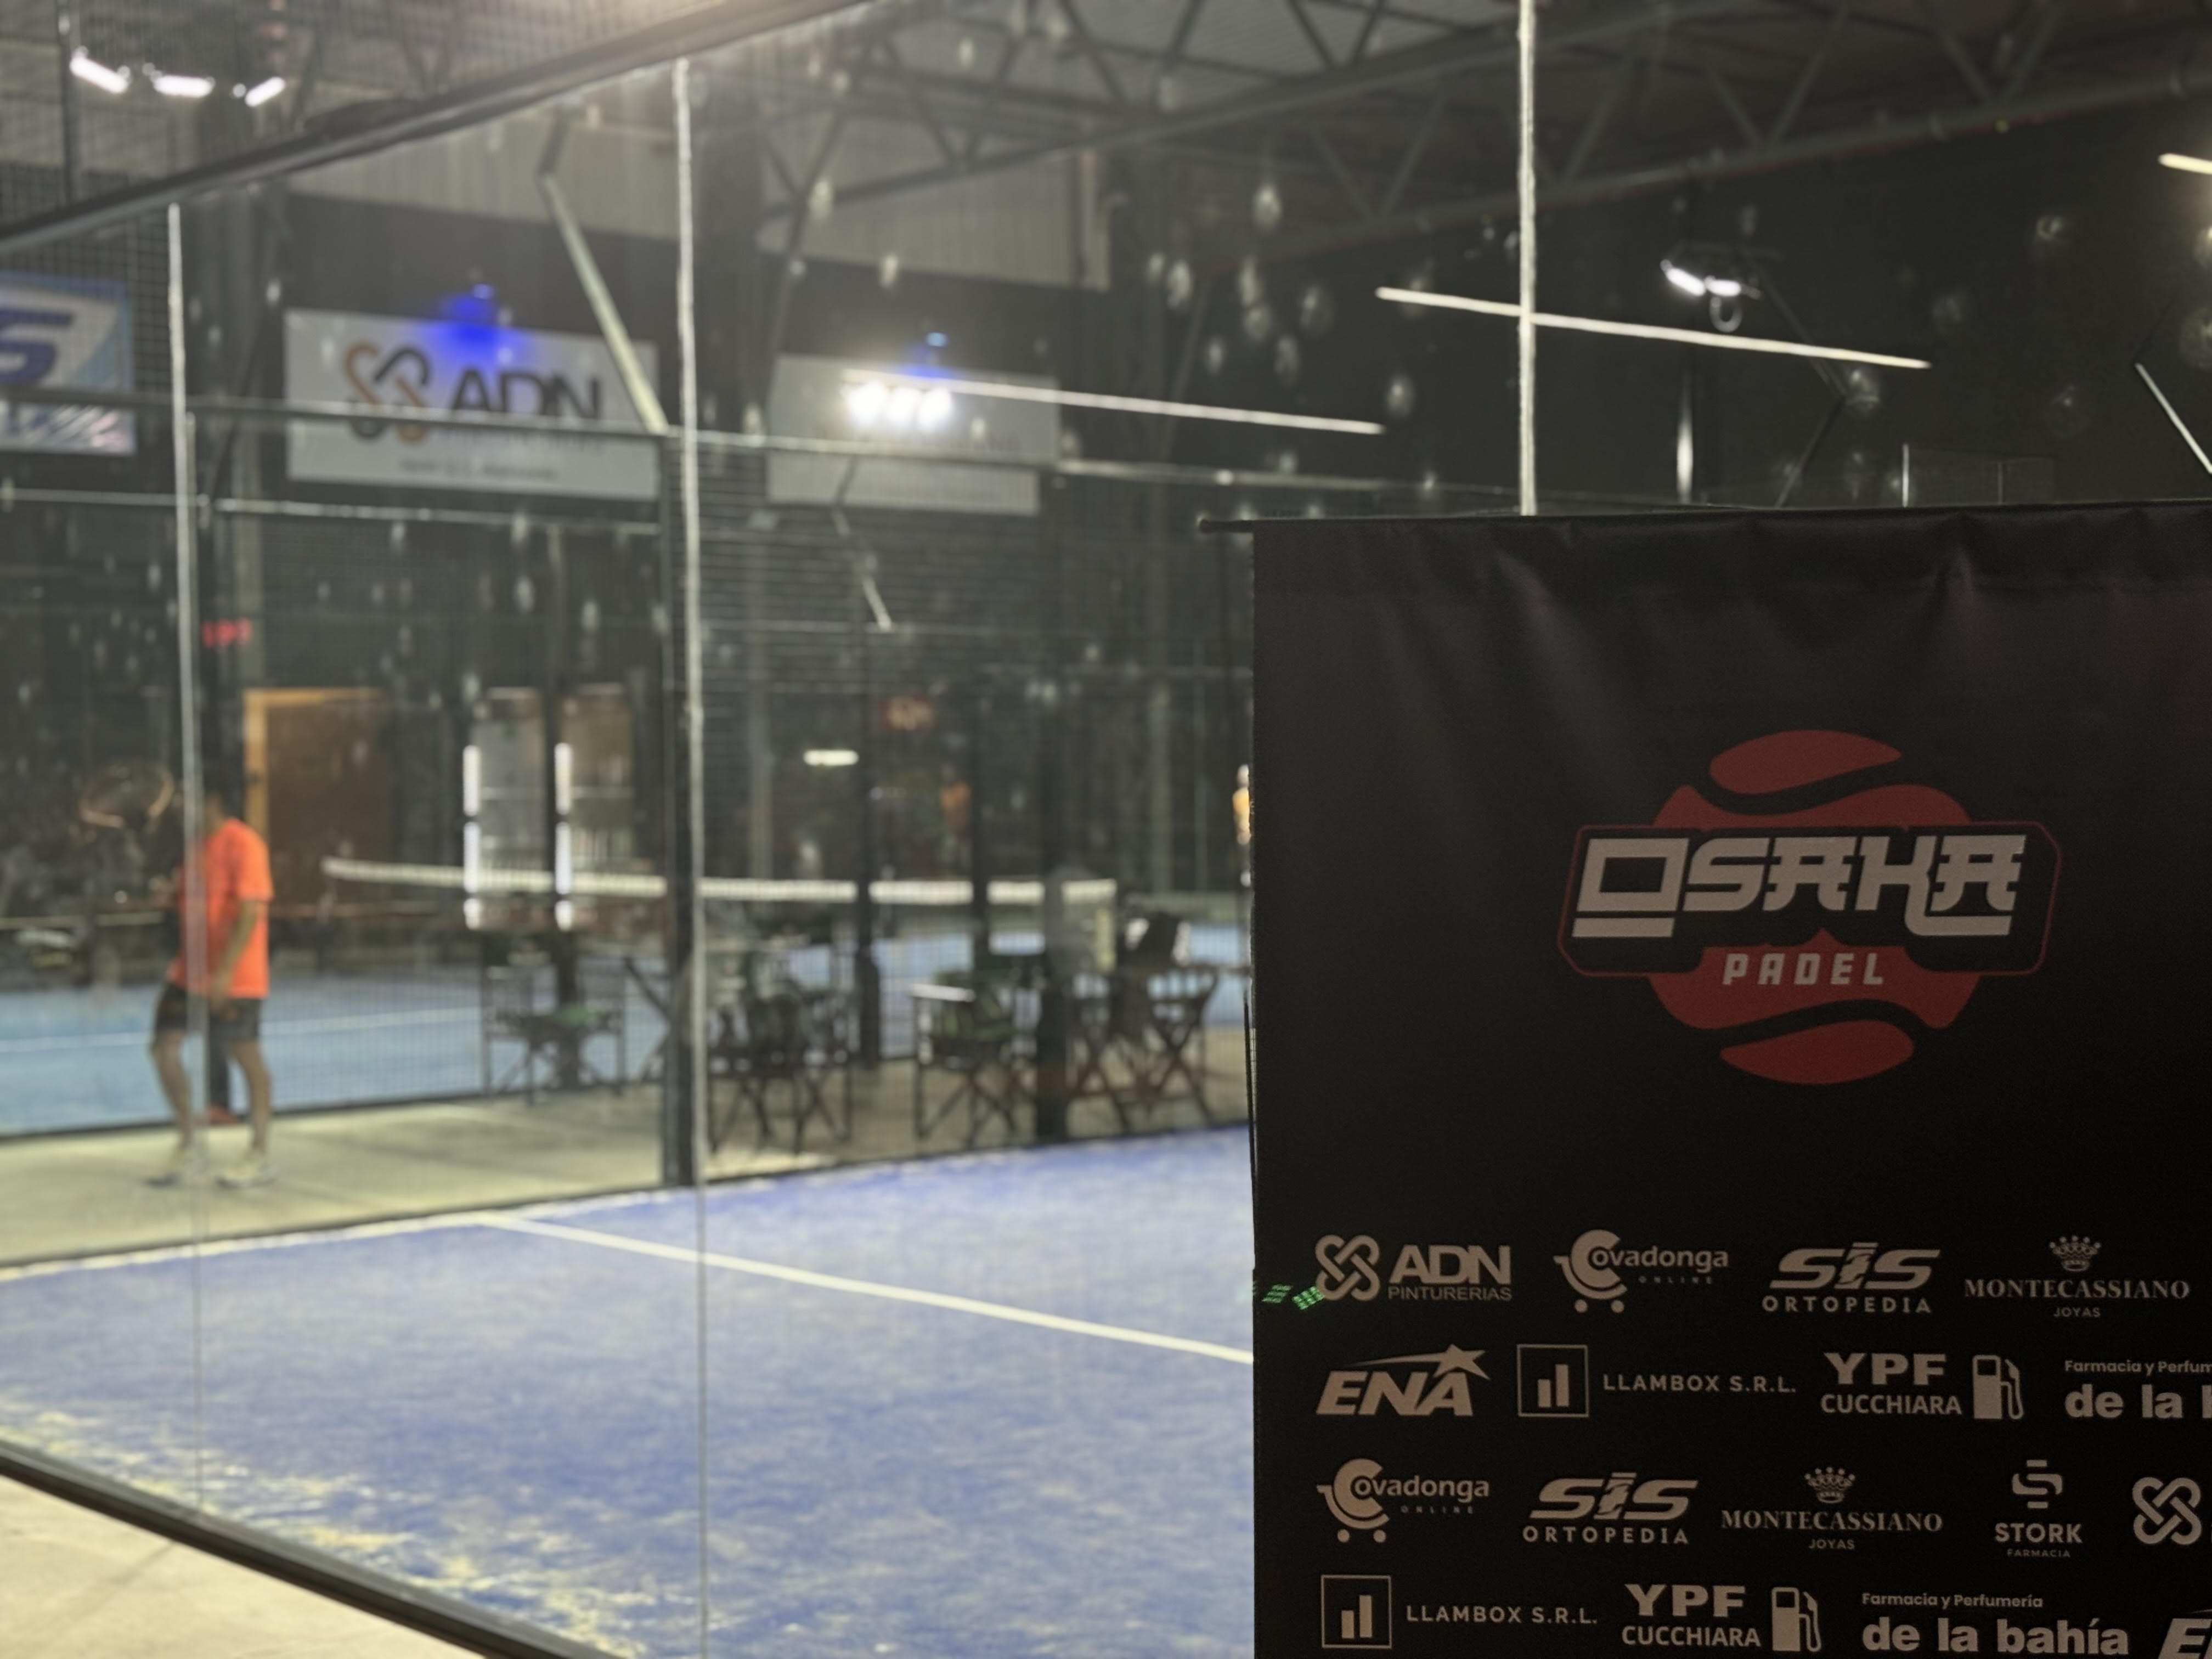 ADN
OSAKA
PADEL
ADN
PINTURERIAS
Covadonga
ONLINE
SiS
ORTOPEDIA
MONTECASSIANO
JOYAS
ENA
LLAMBOX S.R.L.
YPF
CUCCHIARA
Farmacia y
de la
Covadonga
ONLINE
SiS
ORTOPEDIA
MONTECASSIANO
JOYAS
STORK
FARMACIA
LLAMBOX S.R.L.
YPF
CUCCHIARA
Farmacia y Perfumería
de la bahía